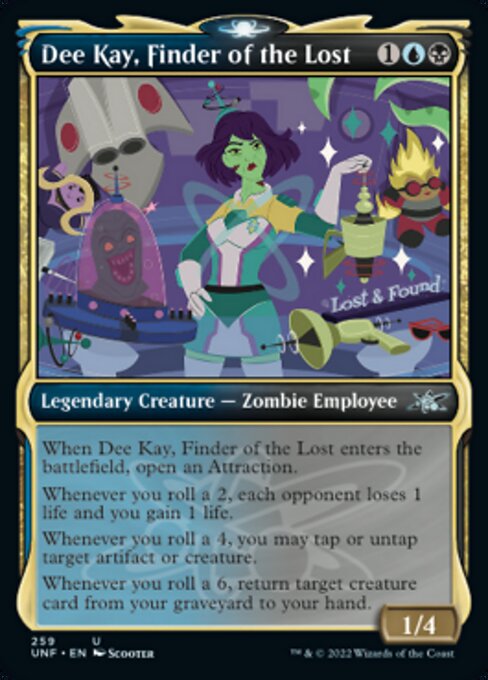 Dee Kay, Finder of the Lost 1
Lost & Found
Legendary Creature — Zombie Employee
When Dee Kay, Finder of the Lost enters the
battlefield, open an Attraction.
Whenever you roll a 2, each opponent loses 1
life and you gain 1 life.
Whenever you roll a 4, you may tap or untap
target artifact or creature.
Whenever you roll a 6, return target creature
card from your graveyard to your hand.
1/4
259 U
UNF • EN Scooter
™ & © 2022 Wizards of the Coast